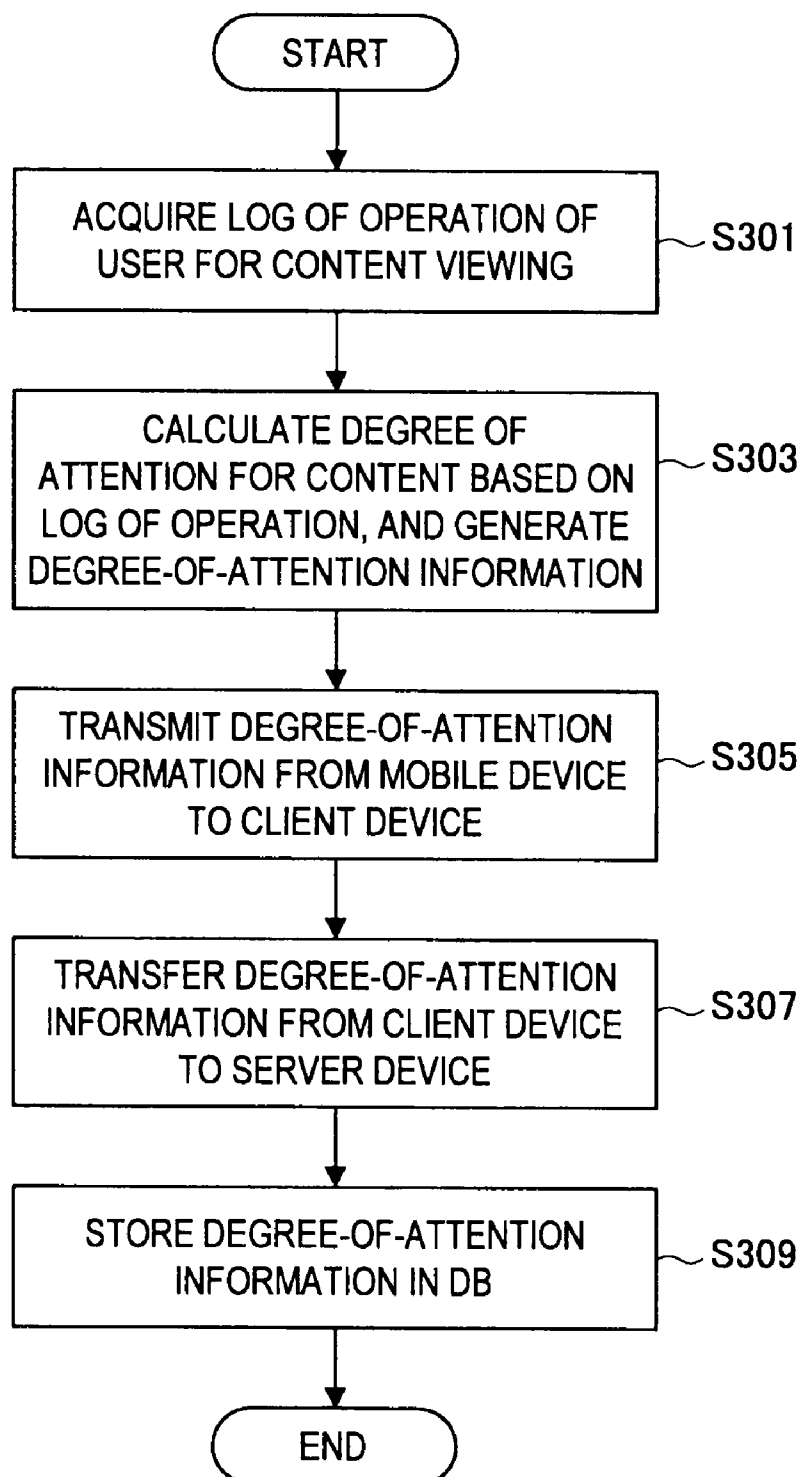 START
ACQUIRE LOG OF OPERATION OF
USER FOR CONTENT VIEWING
S301
CALCULATE DEGREE OF
ATTENTION FOR CONTENT BASED ON
LOG OF OPERATION, AND GENERATE
DEGREE-OF-ATTENTION INFORMATION
S303
TRANSMIT DEGREE-OF-ATTENTION
INFORMATION FROM MOBILE DEVICE
TO CLIENT DEVICE
S305
TRANSFER DEGREE-OF-ATTENTION
INFORMATION FROM CLIENT DEVICE
TO SERVER DEVICE
S307
STORE DEGREE-OF-ATTENTION
INFORMATION IN DB
S309
END